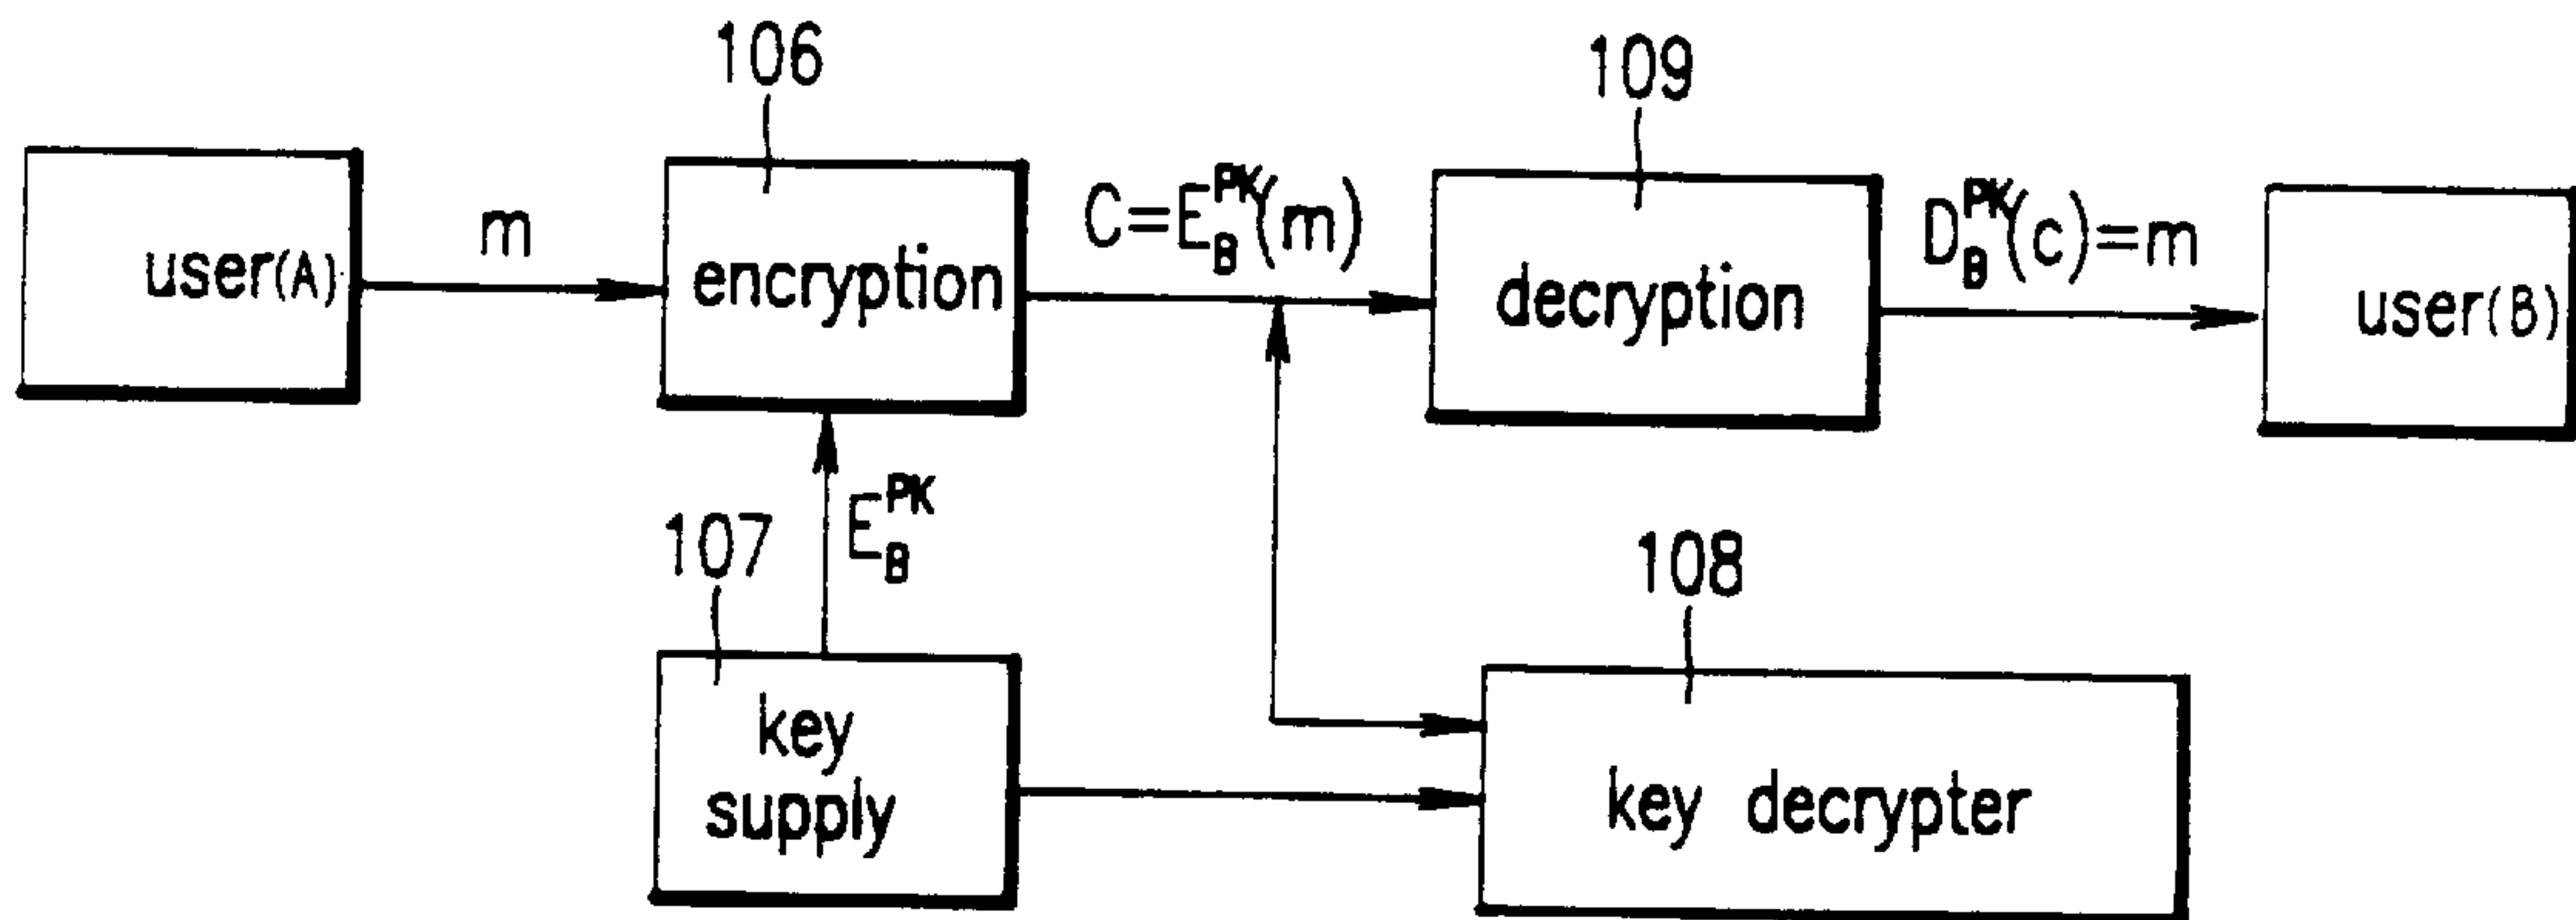 106
109
user(A)
m
encryption
C=E_B^PK(m)
decryption
D_B^PK(c)=m
user(B)
107
E_B^PK
108
key
supply
key decrypter